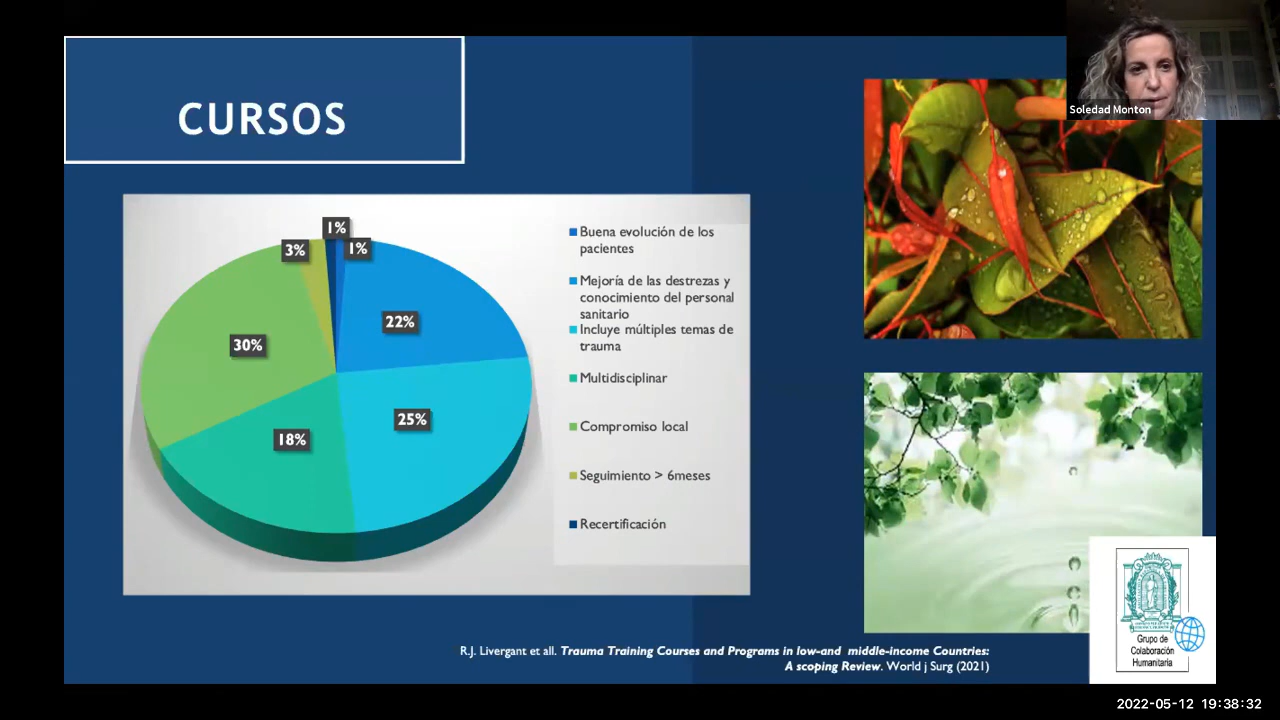 CURSOS
Soledad Monton
1%
3%
1%
22%
30%
25%
18%
Buena evolución de los
pacientes
Mejoría de las destrezas y
conocimiento del personal
sanitario
Incluye múltiples temas de
trauma
Multidisciplinar
Compromiso local
Seguimiento > 6meses
Recertificación
R.J. Livergant et all. Trauma Training Courses and Programs in low-and middle-income Countries:
A scoping Review. World j Surg (2021)
Grupo de
Colaboración
Humanitaria
2022-05-12 19:38:32